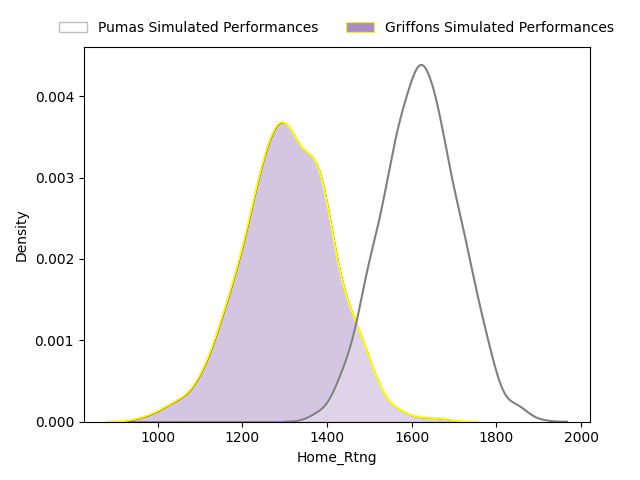 Pumas Simulated Performances Griffons Simulated Performances
0.004
0.003
0.002
0.001
0.000
Density
1000 1200 1400 1600 1800 2000
Home_Rtng